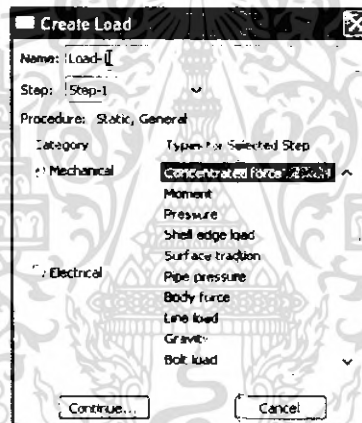 Create Load
Name: Load-1
Step: Step-1
Procedure: Static, General
Category Types for Selected Step
Mechanical Concentrated force
Moment
Pressure
Shell edge load
Surface traction
Electrical Pipe pressure
Body force
Line load
Gravity
Bolt load
Continue... Cancel